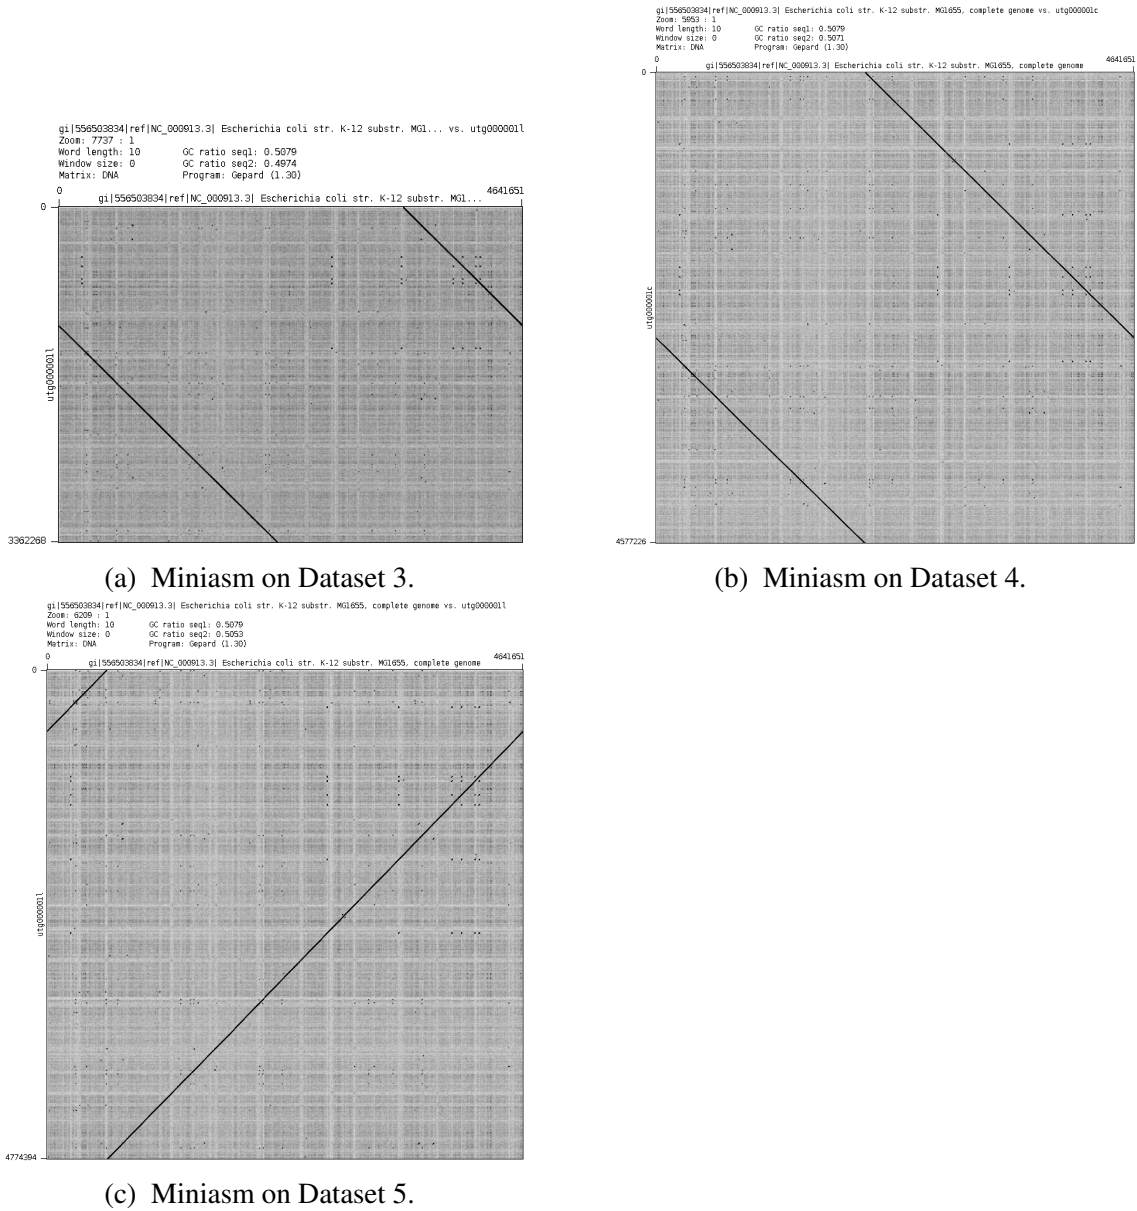 gi|556503834|ref|NC_000913.3| Escherichia coli str. K-12 substr. MG1... vs. utg000001l
Zoom: 7737 : 1
Word length: 10 GC ratio seq1: 0.5079
Window size: 0 GC ratio seq2: 0.4974
Matrix: DNA Program: Gepard (1.30)
0 4641651
gi|556503834|ref|NC_000913.3| Escherichia coli str. K-12 substr. MG1...
0
utg000001l
3362268
(a) Miniasm on Dataset 3.
gi|556503834|ref|NC_000913.3| Escherichia coli str. K-12 substr. MG1655, complete genome vs. utg000001c
Zoom: 5953 : 1
Word length: 10 GC ratio seq1: 0.5079
Window size: 0 GC ratio seq2: 0.5071
Matrix: DNA Program: Gepard (1.30)
0 4641651
gi|556503834|ref|NC_000913.3| Escherichia coli str. K-12 substr. MG1655, complete genome
0
utg000001c
4577226
(b) Miniasm on Dataset 4.
gi|556503834|ref|NC_000913.3| Escherichia coli str. K-12 substr. MG1655, complete genome vs. utg000001l
Zoom: 6209 : 1
Word length: 10 GC ratio seq1: 0.5079
Window size: 0 GC ratio seq2: 0.5053
Matrix: DNA Program: Gepard (1.30)
0 4641651
gi|556503834|ref|NC_000913.3| Escherichia coli str. K-12 substr. MG1655, complete genome
0
utg000001l
4774394
(c) Miniasm on Dataset 5.